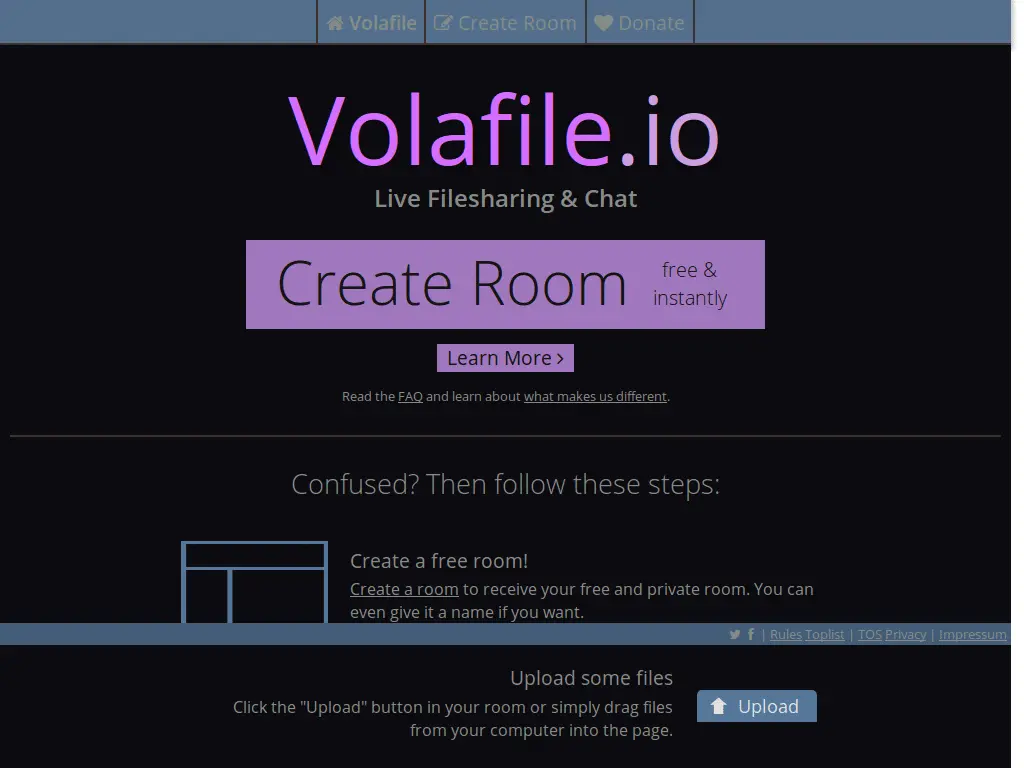 Volafile Create Room Donate
Volafile.io
Live Filesharing & Chat
Create Room free & instantly
Learn More ›
Read the FAQ and learn about what makes us different.
Confused? Then follow these steps:
Create a free room!
Create a room to receive your free and private room. You can
even give it a name if you want.
| Rules Toplist | TOS Privacy | Impressum
Upload some files
Click the "Upload" button in your room or simply drag files
from your computer into the page.
Upload